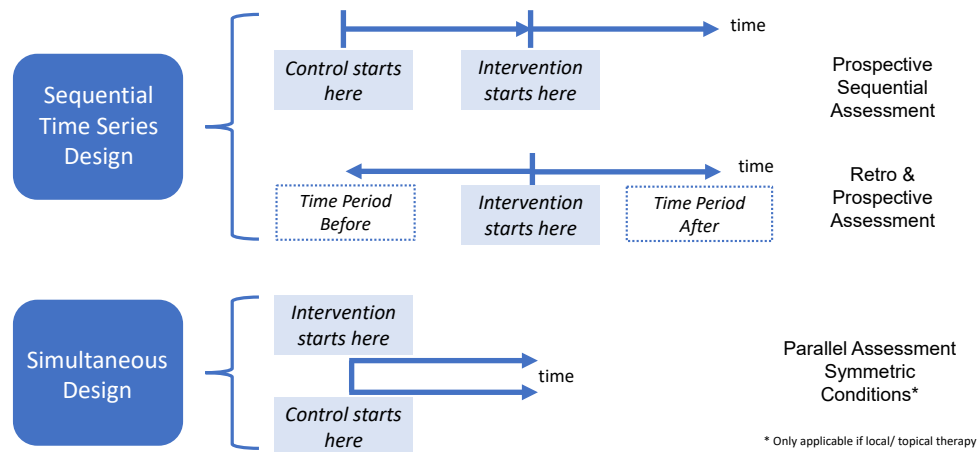 Sequential
Time Series
Design
time
Control starts
here
Intervention
starts here
Prospective
Sequential
Assessment
time
Time Period
Before
Intervention
starts here
Time Period
After
Retro &
Prospective
Assessment
Simultaneous
Design
Intervention
starts here
time
Control starts
here
Parallel Assessment
Symmetric
Conditions*
* Only applicable if local/ topical therapy